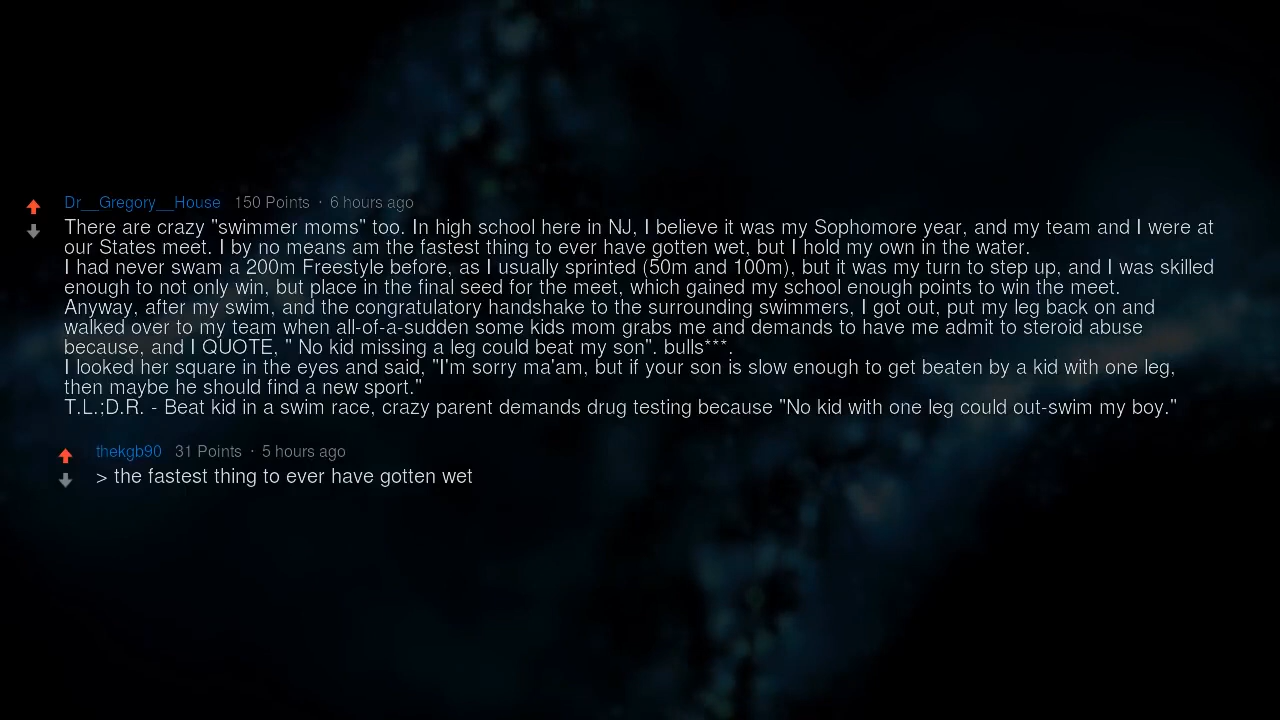 Dr__Gregory__House 150 Points · 6 hours ago
There are crazy "swimmer moms" too. In high school here in NJ, I believe it was my Sophomore year, and my team and I were at
our States meet. I by no means am the fastest thing to ever have gotten wet, but I hold my own in the water.
I had never swam a 200m Freestyle before, as I usually sprinted (50m and 100m), but it was my turn to step up, and I was skilled
enough to not only win, but place in the final seed for the meet, which gained my school enough points to win the meet.
Anyway, after my swim, and the congratulatory handshake to the surrounding swimmers, I got out, put my leg back on and
walked over to my team when all-of-a-sudden some kids mom grabs me and demands to have me admit to steroid abuse
because, and I QUOTE, " No kid missing a leg could beat my son". bulls***.
I looked her square in the eyes and said, "I'm sorry ma'am, but if your son is slow enough to get beaten by a kid with one leg,
then maybe he should find a new sport."
T.L.;D.R. - Beat kid in a swim race, crazy parent demands drug testing because "No kid with one leg could out-swim my boy."
thekgb90 31 Points · 5 hours ago
> the fastest thing to ever have gotten wet